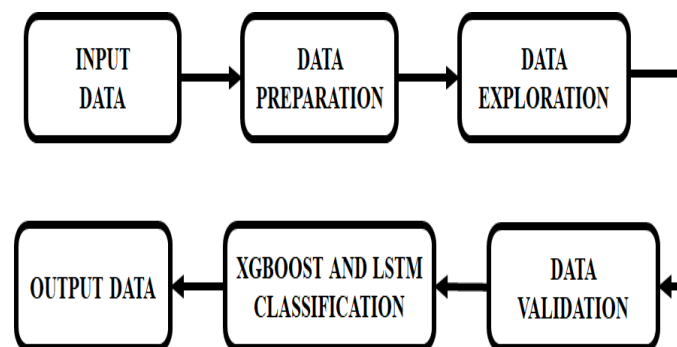 INPUT
DATA
DATA
PREPARATION
DATA
EXPLORATION
DATA
VALIDATION
XGBOOST AND LSTM
CLASSIFICATION
OUTPUT DATA